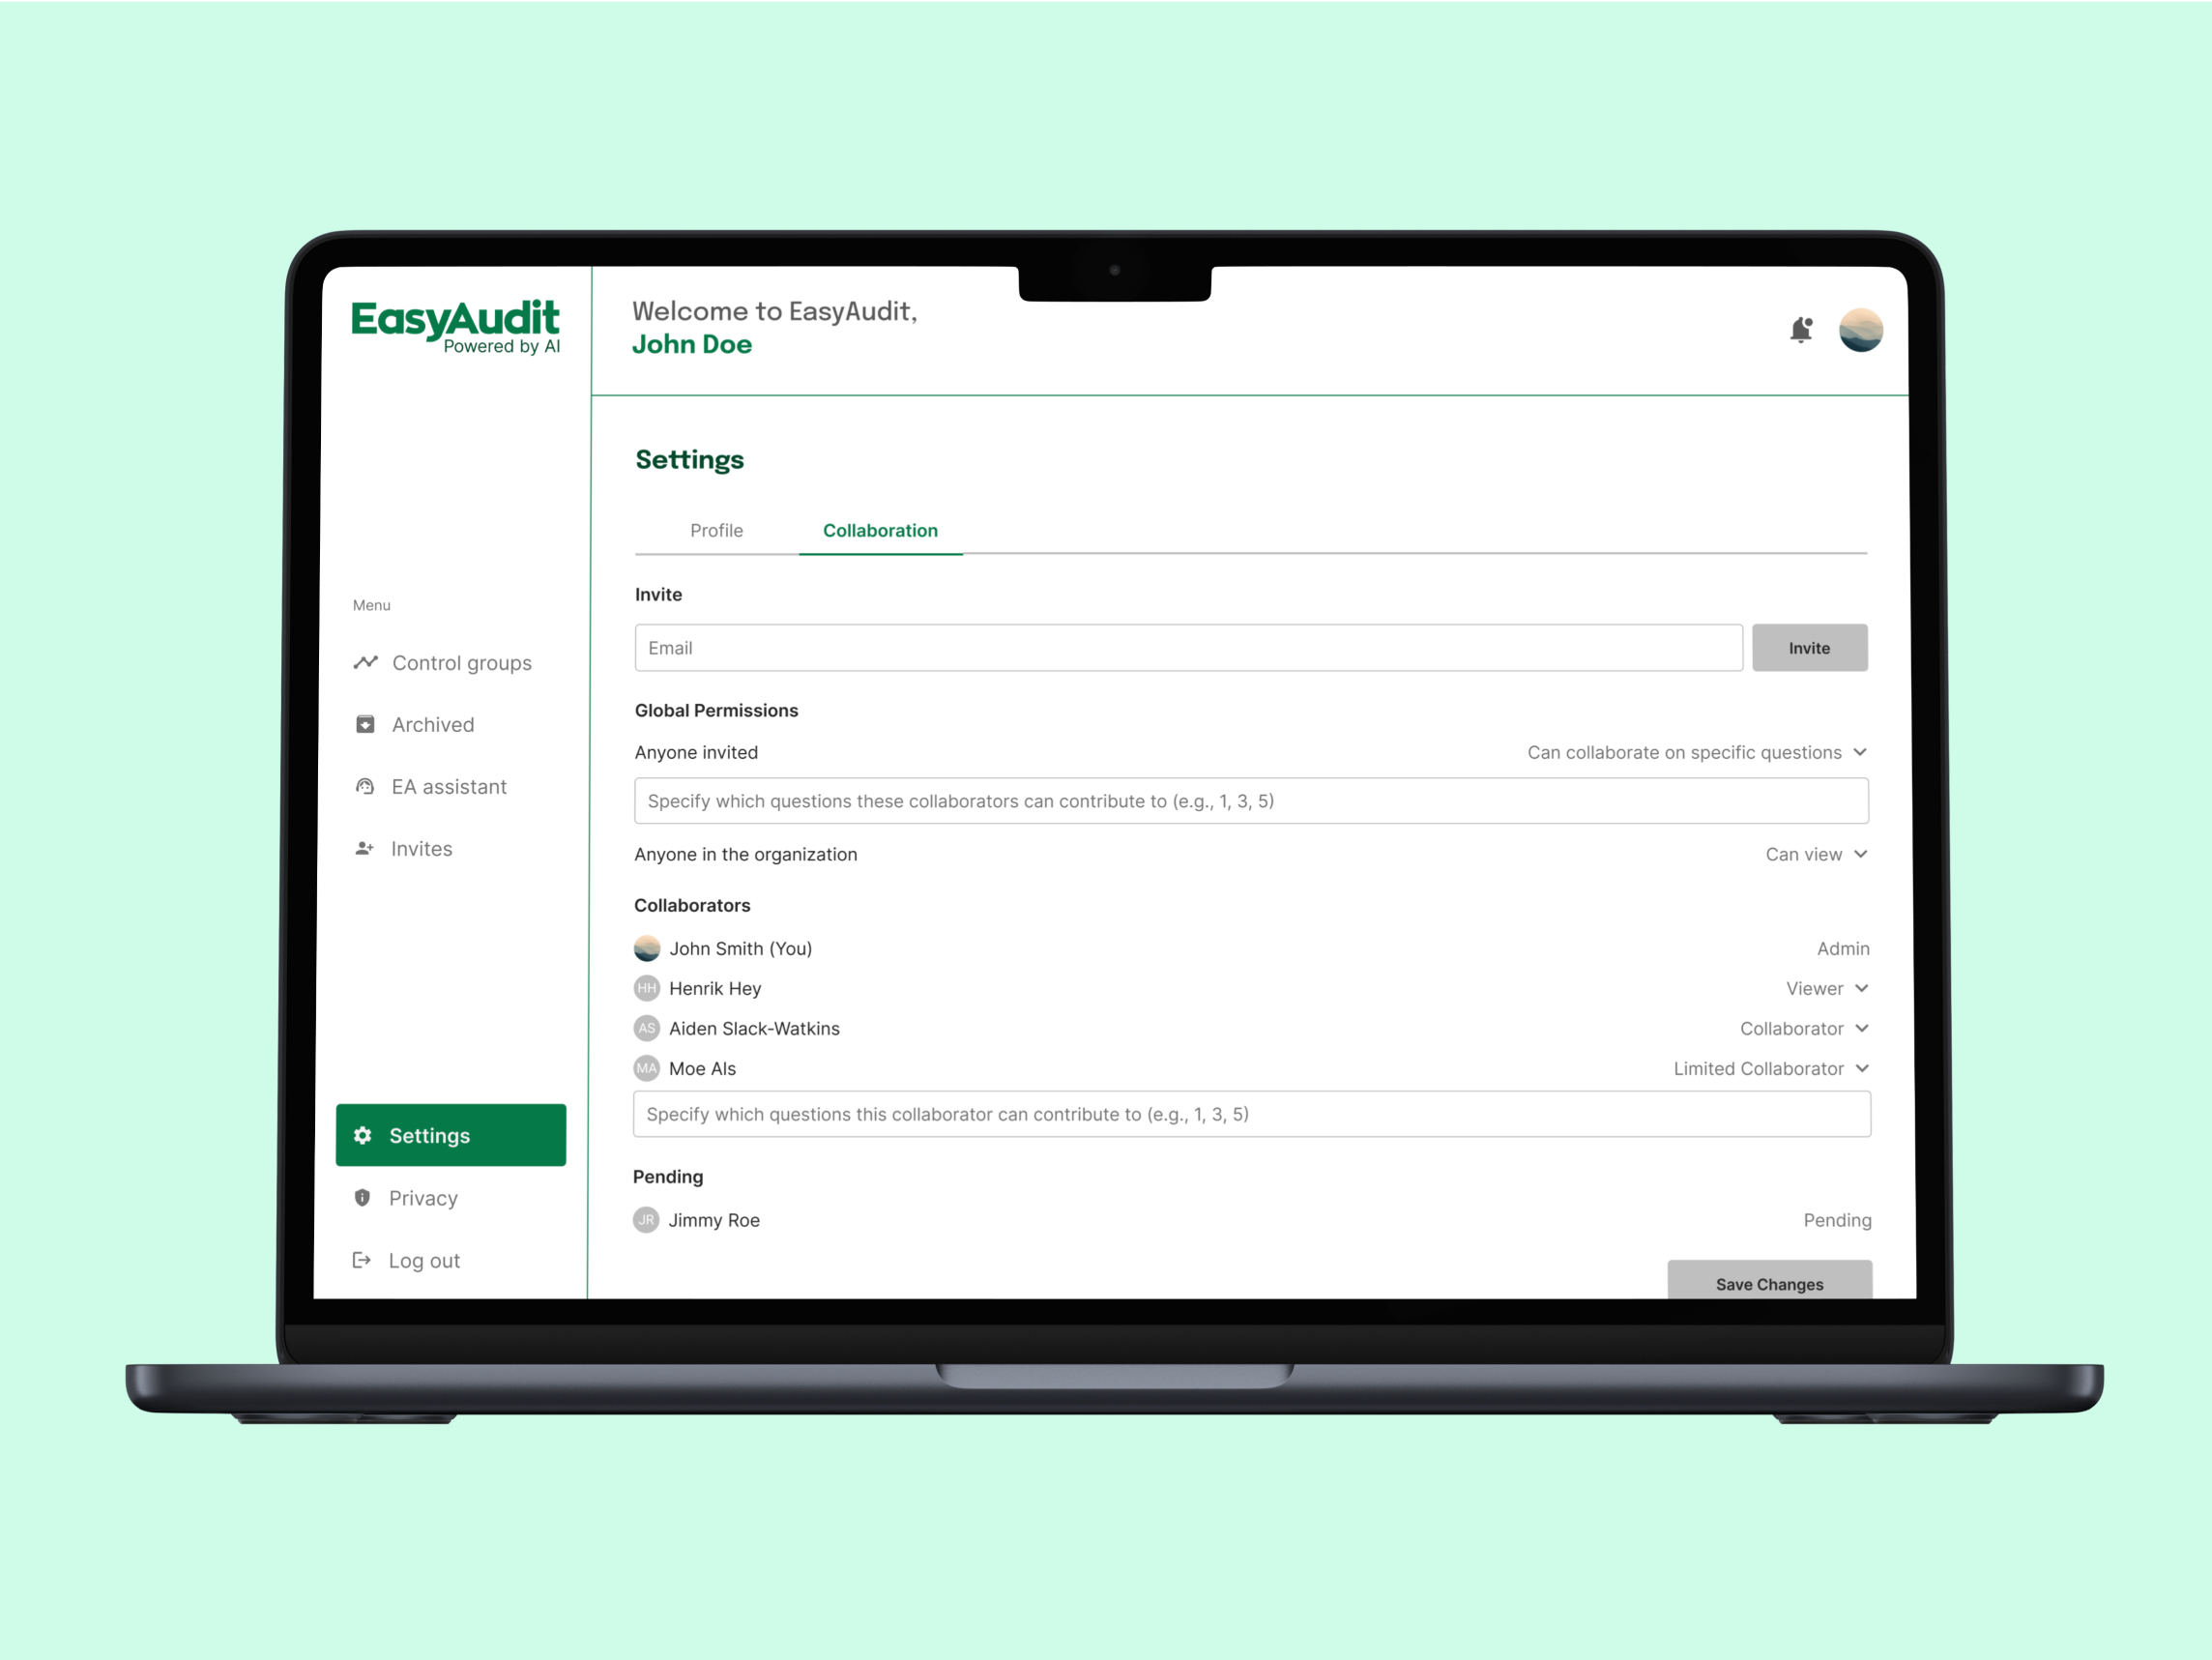 EasyAudit
Powered by AI
Welcome to EasyAudit,
John Doe
Menu
Control groups
Archived
EA assistant
Invites
Settings
Privacy
Log out
Settings
Profile
Collaboration
Invite
Email
Invite
Global Permissions
Anyone invited
Can collaborate on specific questions
Specify which questions these collaborators can contribute to (e.g., 1, 3, 5)
Anyone in the organization
Can view
Collaborators
John Smith (You)
Admin
HH
Henrik Hey
Viewer
AS
Aiden Slack-Watkins
Collaborator
MA
Moe Als
Limited Collaborator
Specify which questions this collaborator can contribute to (e.g., 1, 3, 5)
Pending
JR
Jimmy Roe
Pending
Save Changes